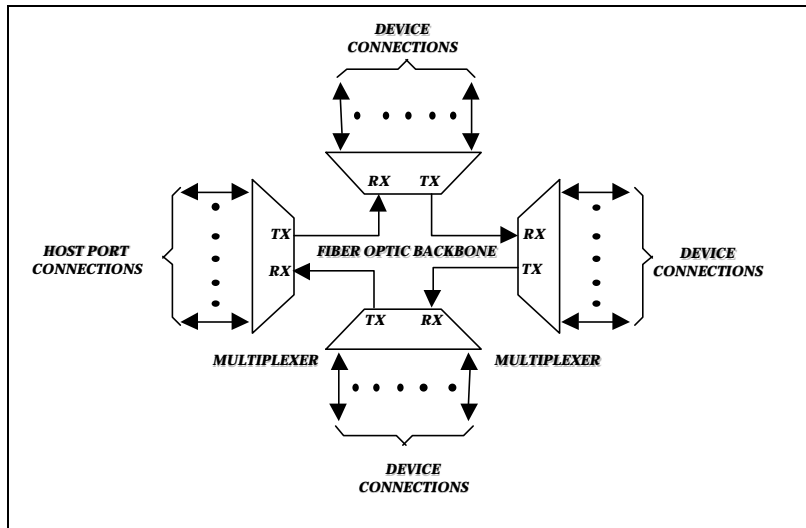 DEVICE
CONNECTIONS
RX TX
TX
RX
HOST PORT
CONNECTIONS
FIBER OPTIC BACKBONE
RX
TX
DEVICE
CONNECTIONS
TX RX
MULTIPLEXER
MULTIPLEXER
DEVICE
CONNECTIONS